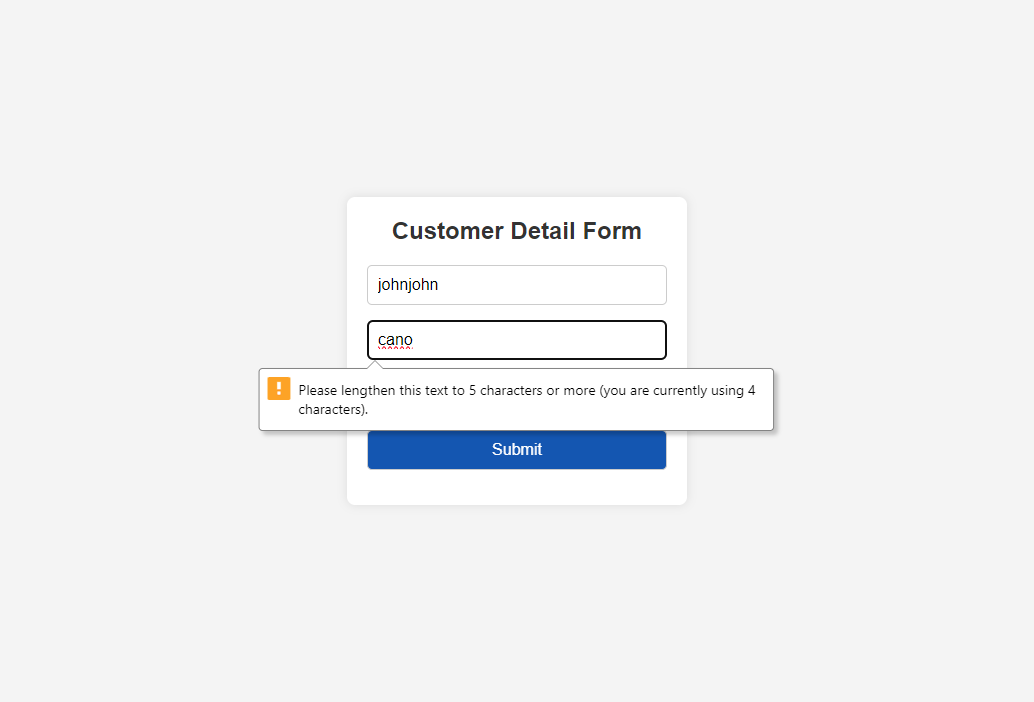 Customer Detail Form
johnjohn
cano
Please lengthen this text to 5 characters or more (you are currently using 4
characters).
Submit